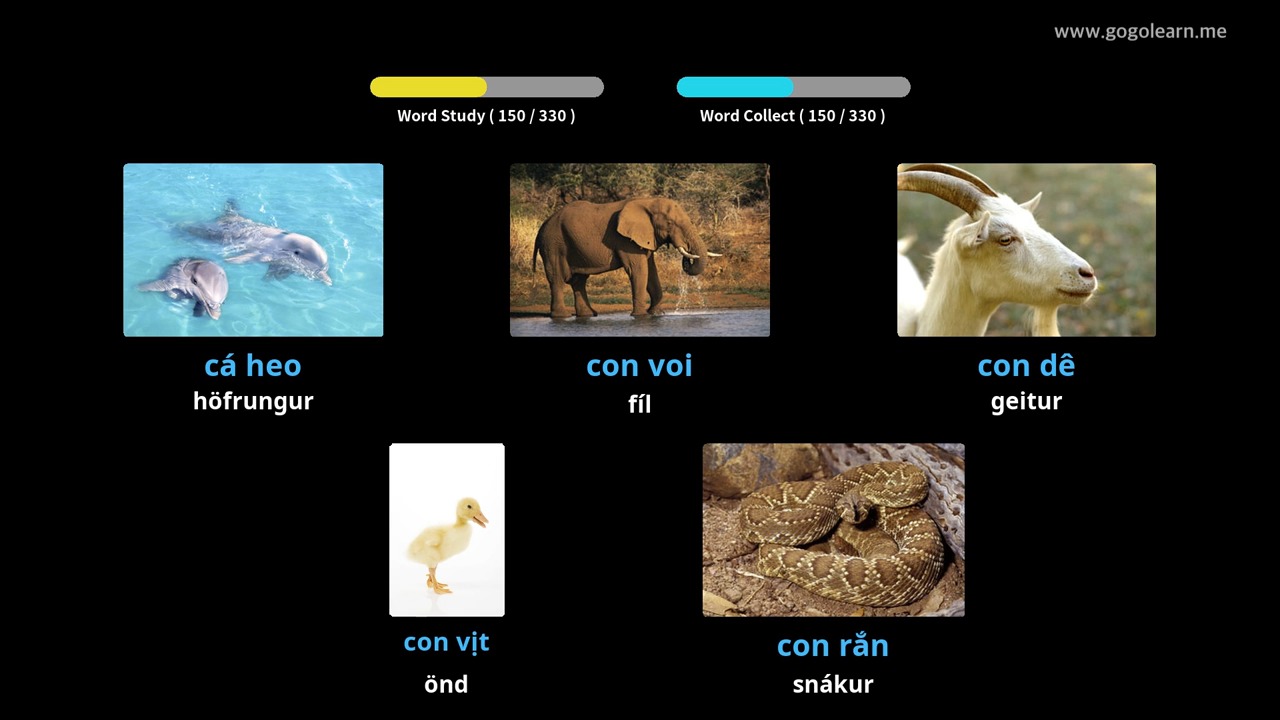 www.gogolearn.me
Word Study ( 150 / 330 )
Word Collect ( 150 / 330 )
cá heo
höfrungur
con voi
fíl
con dê
geitur
con vịt
önd
con rắn
snákur